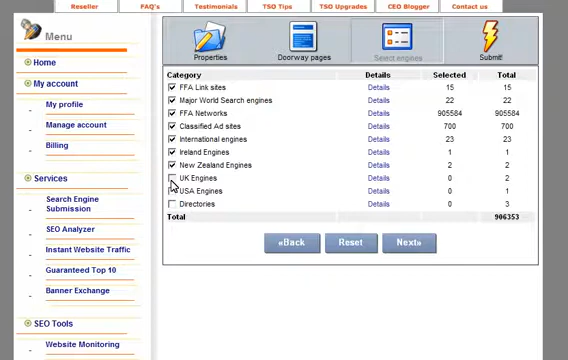 Reseller FAQ's Testimonials TSO Tips TSO Upgrades CEO Blogger Contact us
Menu
Home
My account
My profile
Manage account
Billing
Services
Search Engine
Submission
SEO Analyzer
Instant Website Traffic
Guaranteed Top 10
Banner Exchange
SEO Tools
Website Monitoring
Properties Doorway pages Select engines Submit!
Category Details Selected Total
FFA Link sites Details 15 15
Major World Search engines Details 22 22
FFA Networks Details 905584 905584
Classified Ad sites Details 700 700
International engines Details 23 23
Ireland Engines Details 1 1
New Zealand Engines Details 2 2
UK Engines Details 0 2
USA Engines Details 0 1
Directories Details 0 3
Total 906353
«Back Reset Next»